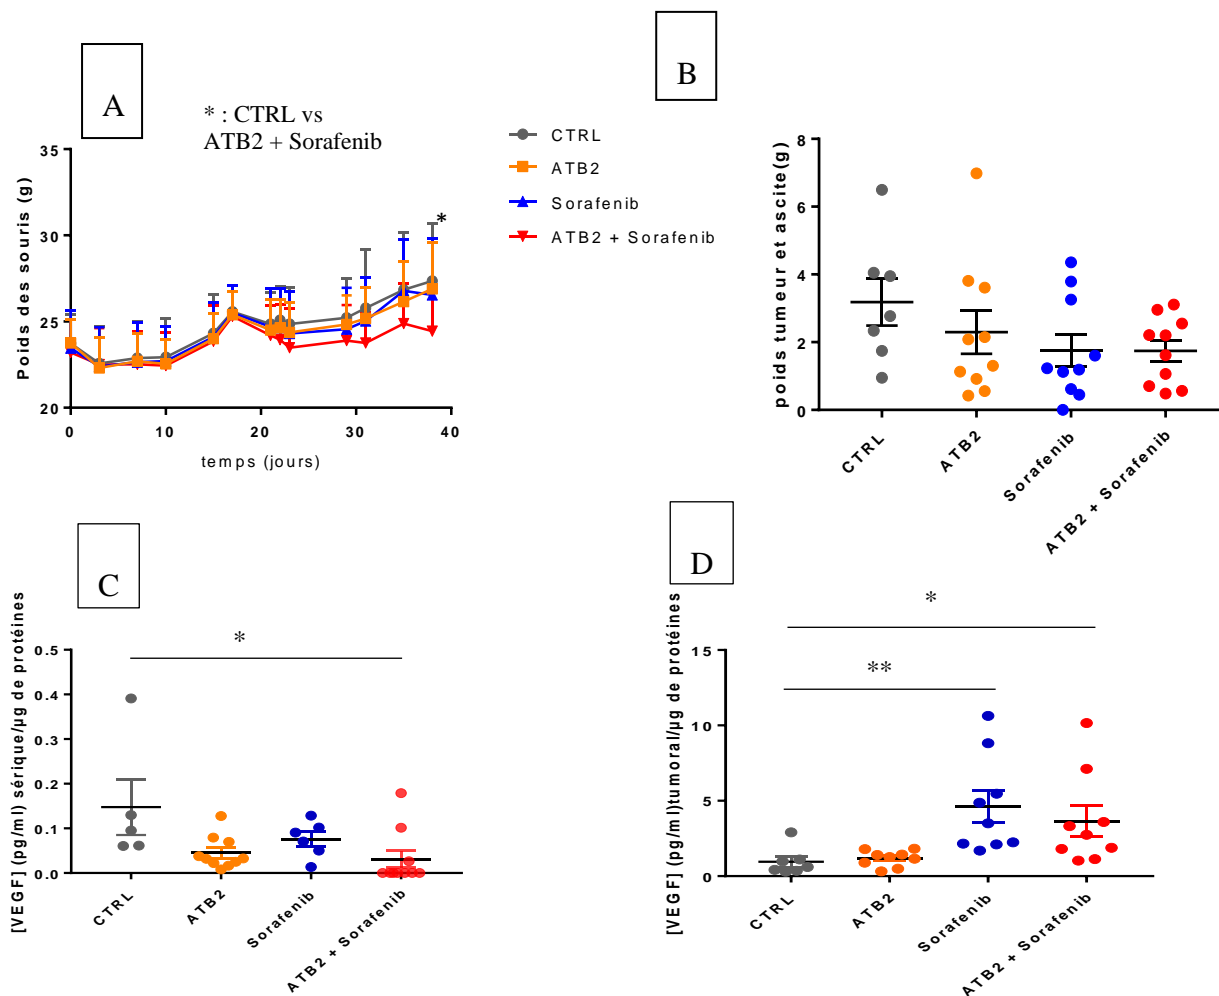 A
* : CTRL vs
ATB2 + Sorafenib
CTRL
ATB2
Sorafenib
ATB2 + Sorafenib
Poids des souris (g)
35
30
25
20
*
0
10
20
30
40
temps (jours)
B
poids tumeur et ascite(g)
8
6
4
2
0
CTRL
ATB2
Sorafenib
ATB2 + Sorafenib
C
[VEGF] (pg/ml) sérique/µg de protéines
0.5
0.4
0.3
0.2
0.1
0.0
*
CTRL
ATB2
Sorafenib
ATB2 + Sorafenib
D
[VEGF] (pg/ml)tumoral/µg de protéines
15
10
5
0
*
**
CTRL
ATB2
Sorafenib
ATB2 + Sorafenib